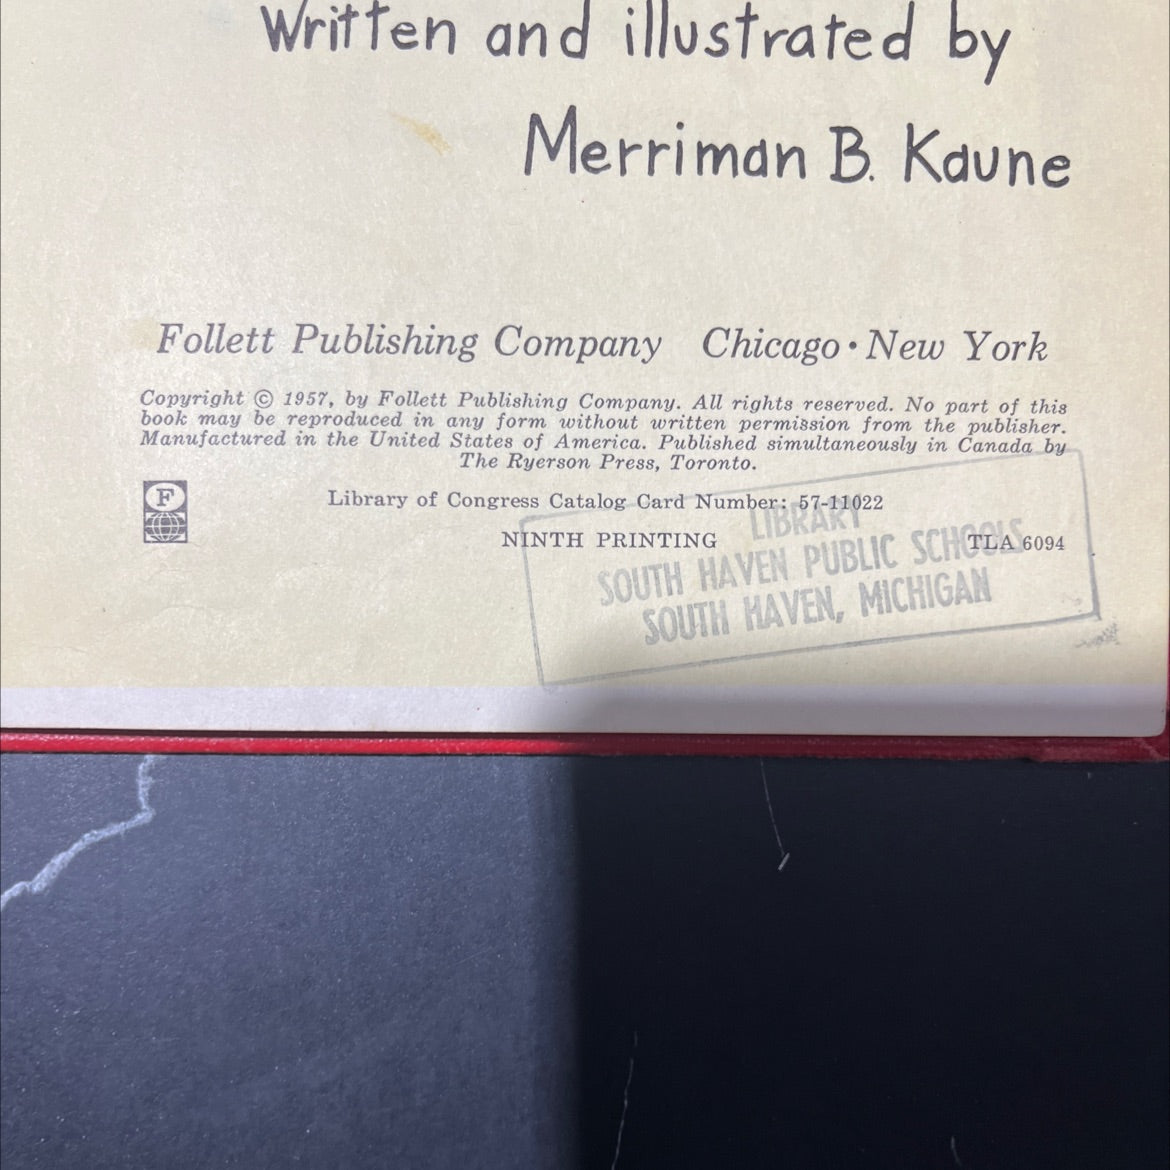 Written and illustrated by
Merriman B. Kaune
Follett Publishing Company Chicago • New York
Copyright © 1957, by Follett Publishing Company. All rights reserved. No part of this
book may be reproduced in any form without written permission from the publisher.
Manufactured in the United States of America. Published simultaneously in Canada by
The Ryerson Press, Toronto.
F
Library of Congress Catalog Card Number: 57-11022
NINTH PRINTING TLA 6094
LIBRARY
SOUTH HAVEN PUBLIC SCHOOLS
SOUTH HAVEN, MICHIGAN